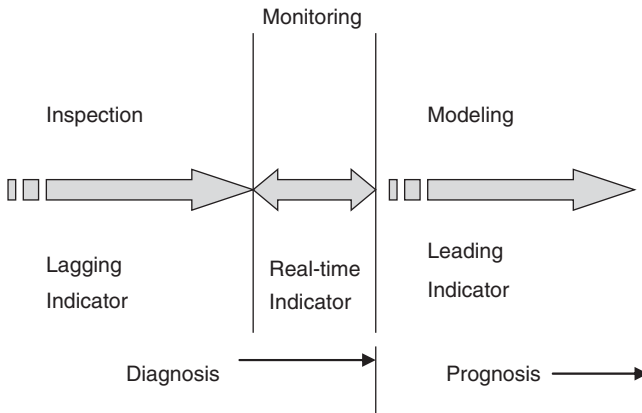 Monitoring
Inspection
Modeling
Lagging
Indicator
Real-time
Indicator
Leading
Indicator
Diagnosis
Prognosis